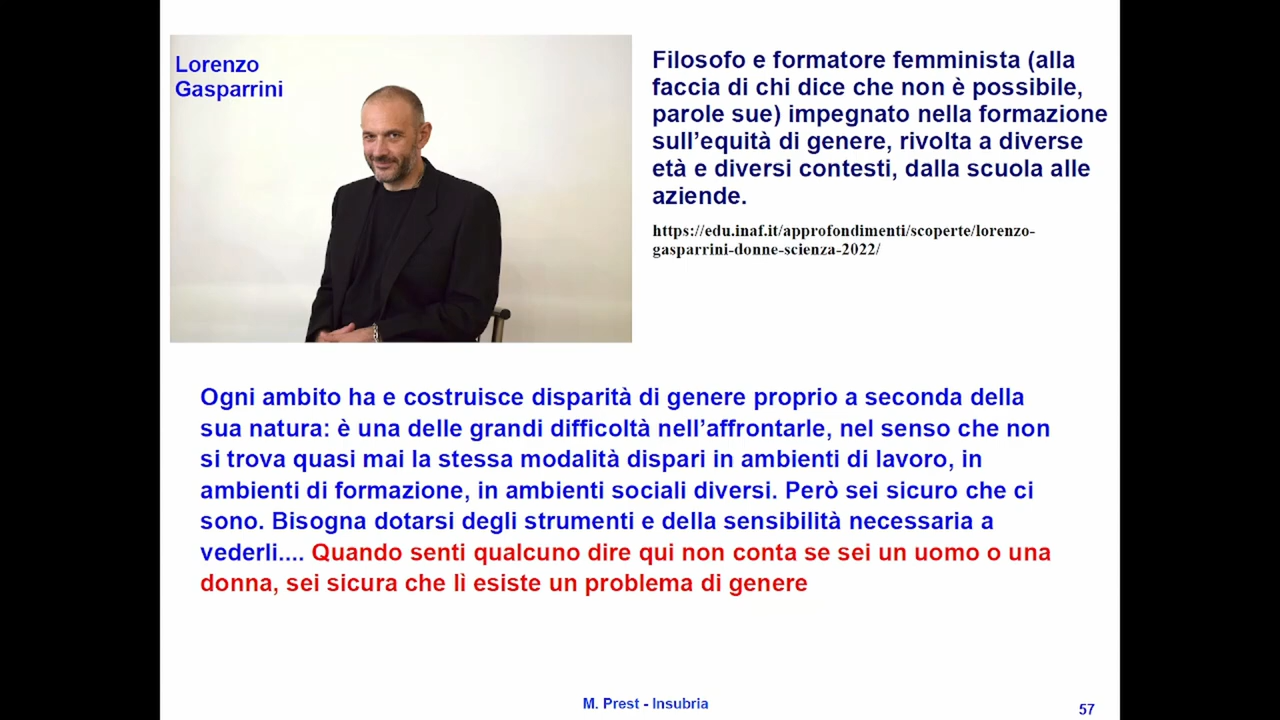 Lorenzo
Gasparrini
Filosofo e formatore femminista (alla
faccia di chi dice che non è possibile,
parole sue) impegnato nella formazione
sull’equità di genere, rivolta a diverse
età e diversi contesti, dalla scuola alle
aziende.
https://edu.inaf.it/approfondimenti/scoperte/lorenzo-
gasparrini-donne-scienza-2022/
Ogni ambito ha e costruisce disparità di genere proprio a seconda della
sua natura: è una delle grandi difficoltà nell’affrontarle, nel senso che non
si trova quasi mai la stessa modalità dispari in ambienti di lavoro, in
ambienti di formazione, in ambienti sociali diversi. Però sei sicuro che ci
sono. Bisogna dotarsi degli strumenti e della sensibilità necessaria a
vederli.... Quando senti qualcuno dire qui non conta se sei un uomo o una
donna, sei sicura che lì esiste un problema di genere
M. Prest - Insubria
57